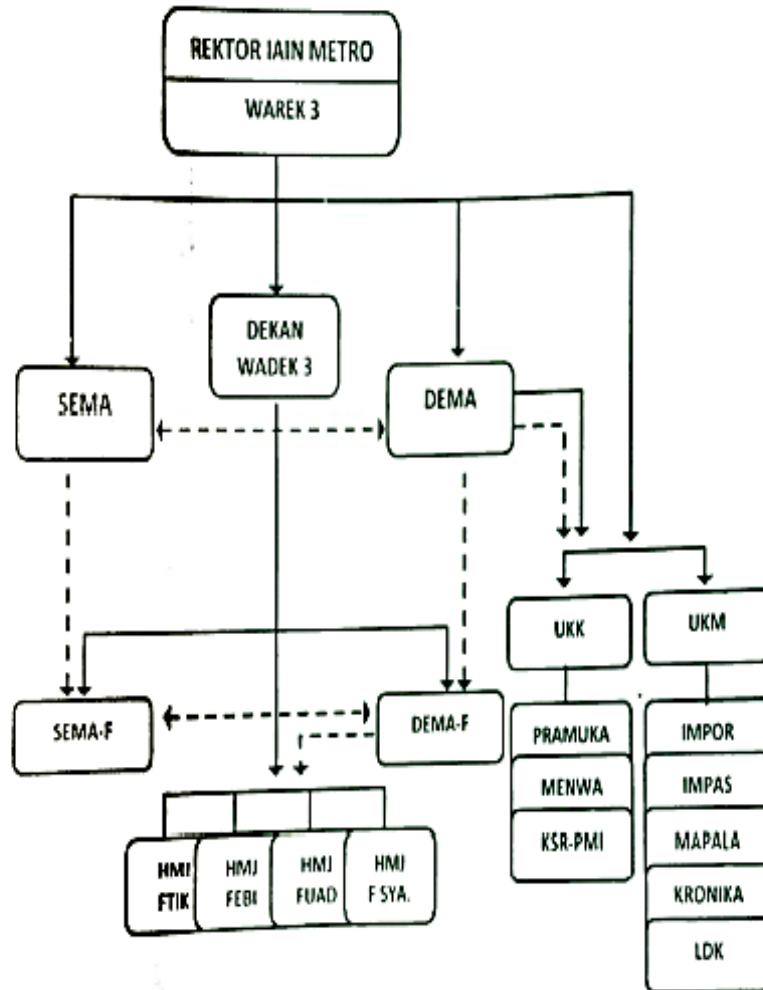 REKTOR IAIN METRO
WAREK 3
DEKAN
WADEK 3
SEMA
DEMA
UKK
UKM
SEMA-F
DEMA-F
PRAMUKA
IMPOR
MENWA
IMPAS
KSR-PMI
MAPALA
KRONIKA
LDK
HMJ
FTIK
HMJ
FEBI
HMJ
FUAD
HMJ
F SYA.